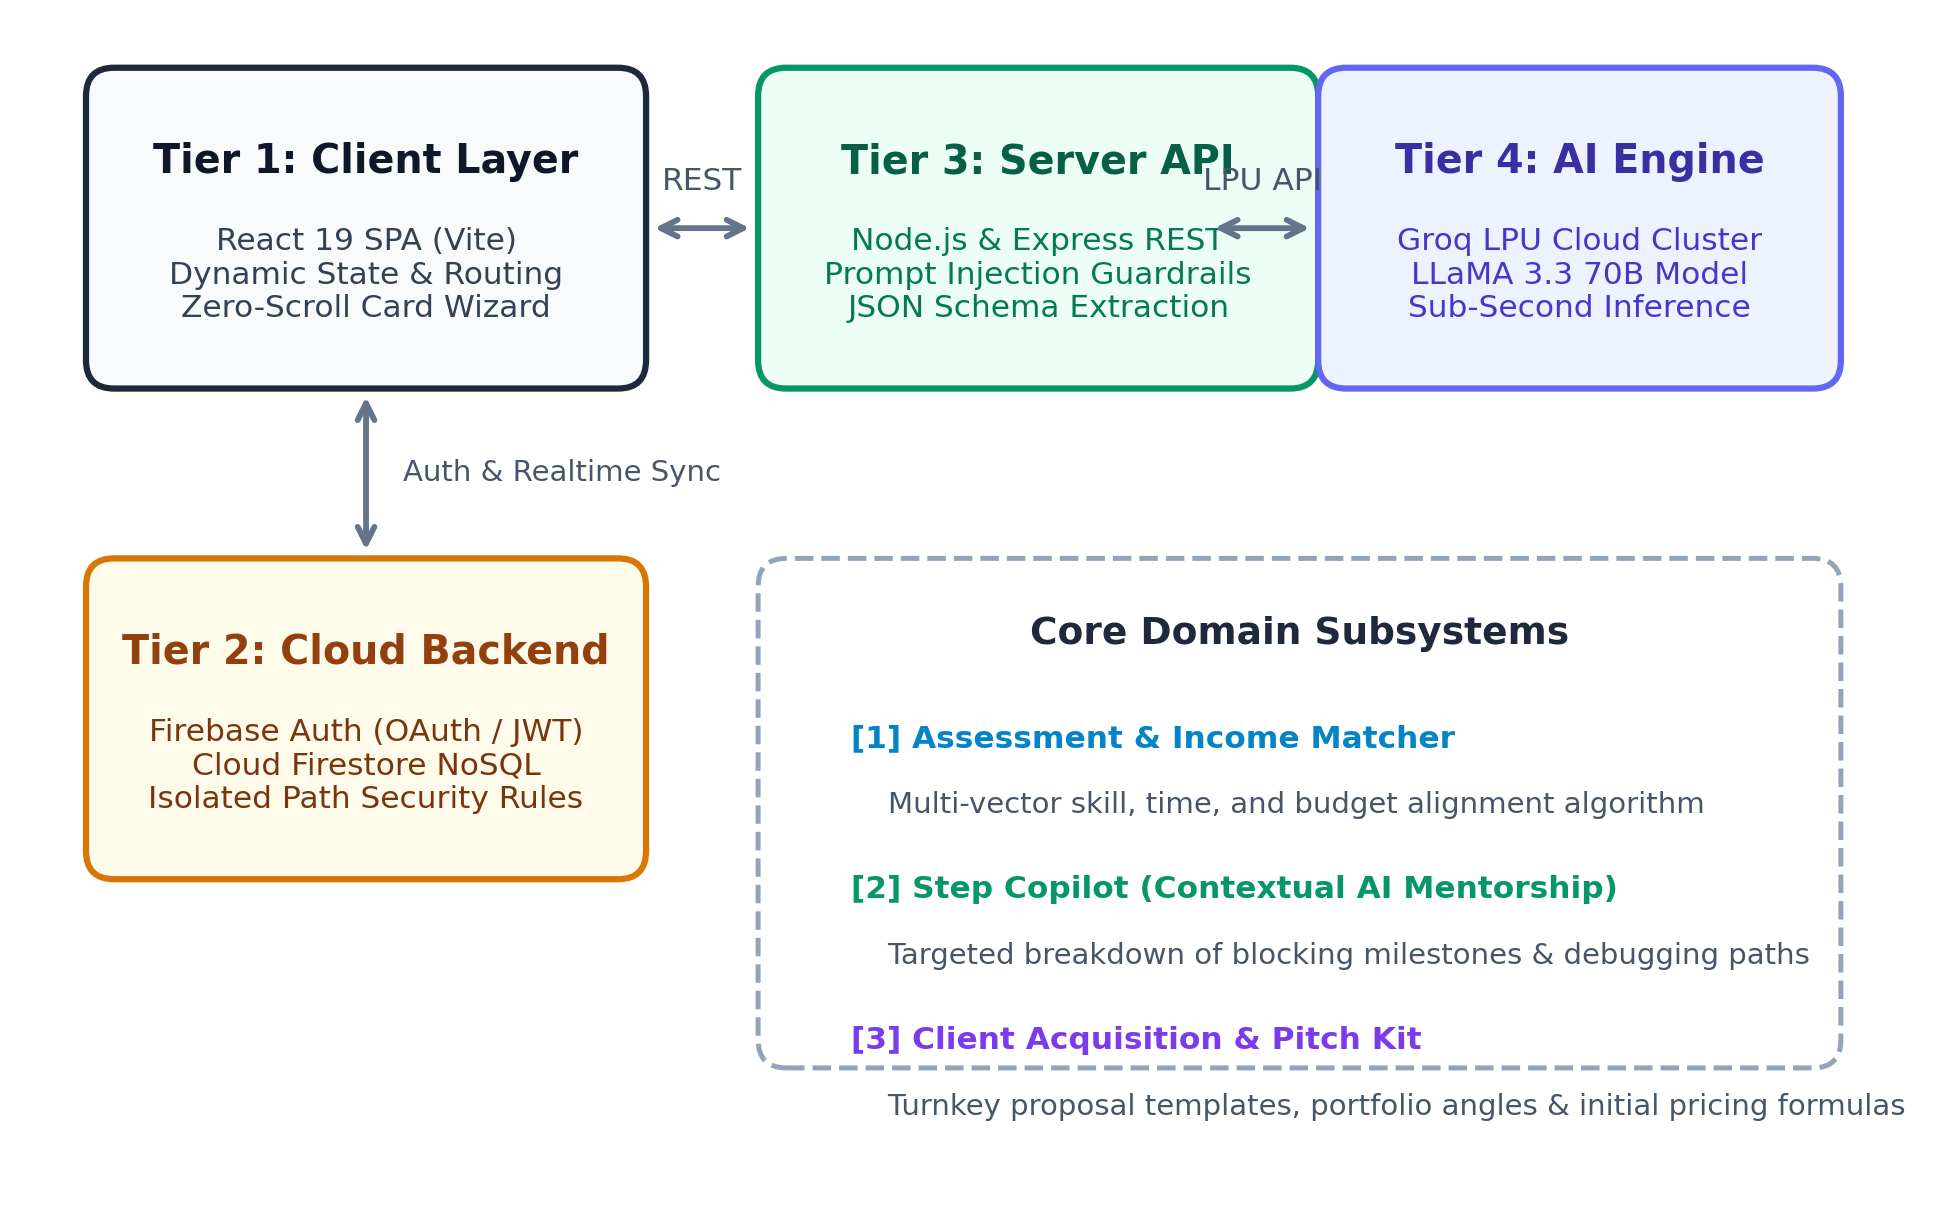 Tier 1: Client Layer
React 19 SPA (Vite)
Dynamic State & Routing
Zero-Scroll Card Wizard
REST
Tier 3: Server API
Node.js & Express REST
Prompt Injection Guardrails
JSON Schema Extraction
LPU API
Tier 4: AI Engine
Groq LPU Cloud Cluster
LLaMA 3.3 70B Model
Sub-Second Inference
Auth & Realtime Sync
Tier 2: Cloud Backend
Firebase Auth (OAuth / JWT)
Cloud Firestore NoSQL
Isolated Path Security Rules
Core Domain Subsystems
[1] Assessment & Income Matcher
Multi-vector skill, time, and budget alignment algorithm
[2] Step Copilot (Contextual AI Mentorship)
Targeted breakdown of blocking milestones & debugging paths
[3] Client Acquisition & Pitch Kit
Turnkey proposal templates, portfolio angles & initial pricing formulas